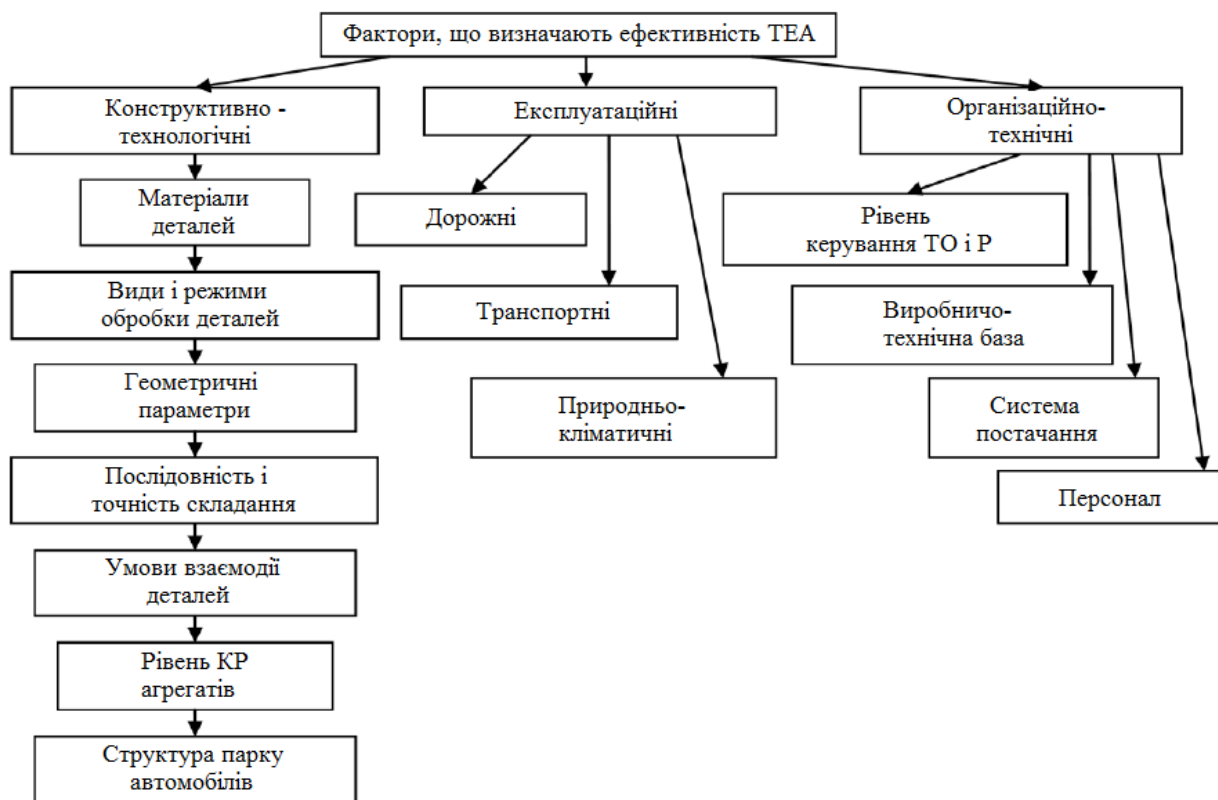 Фактори, що визначають ефективність ТЕА
Конструктивно -
технологічні
Експлуатаційні
Організаційно-
технічні
Матеріали
деталей
Дорожні
Рівень
керування ТО і Р
Види і режими
обробки деталей
Транспортні
Виробничо-
технічна база
Геометричні
параметри
Природньо-
кліматичні
Система
постачання
Послідовність і
точність складання
Персонал
Умови взаємодії
деталей
Рівень КР
агрегатів
Структура парку
автомобілів